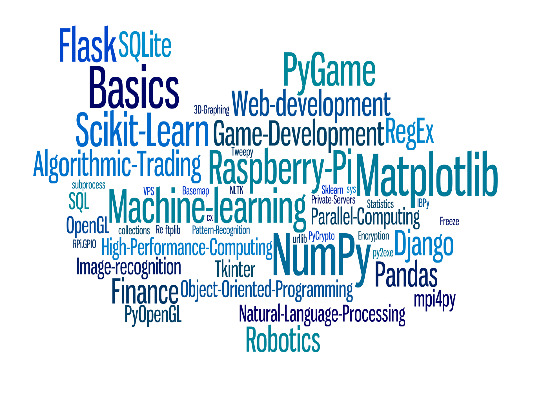 Flask SQLite
Basics PyGame
3D-Graphing Web-development
Scikit-Learn Game-Development RegEx
Tweepy
Algorithmic-Trading Raspberry-Pi Matplotlib
subprocess VPS Basemap NLTK Sklearn sys
SQL Machine-learning Private-Servers Statistics IBPy
cx Parallel-Computing
OpenGL collections Re Rplb Pattern-Recognition urllib PyCrypto Encryption Freeze
RPi.GPIO High-Performance-Computing NumPy py2exe Django
Image-recognition Tkinter Pandas
Finance Object-Oriented-Programming mpi4py
PyOpenGL Natural-Language-Processing
Robotics